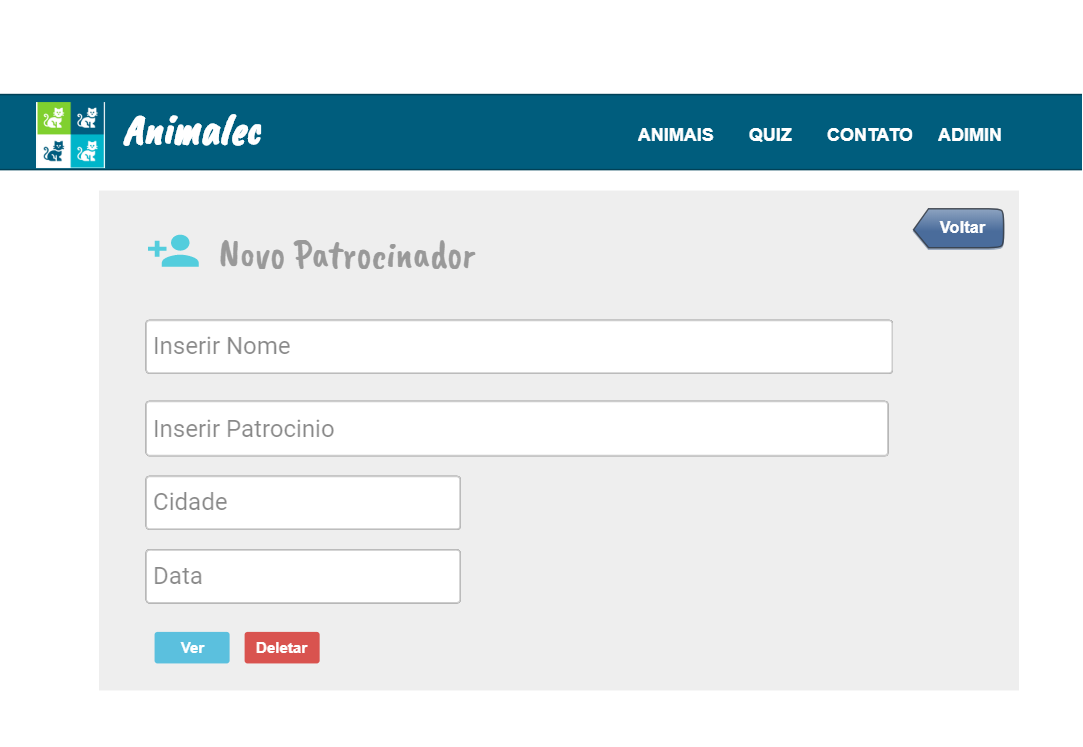 Animalec
ANIMAIS QUIZ CONTATO ADIMIN
Voltar
Novo Patrocinador
Inserir Nome
Inserir Patrocinio
Cidade
Data
Ver Deletar